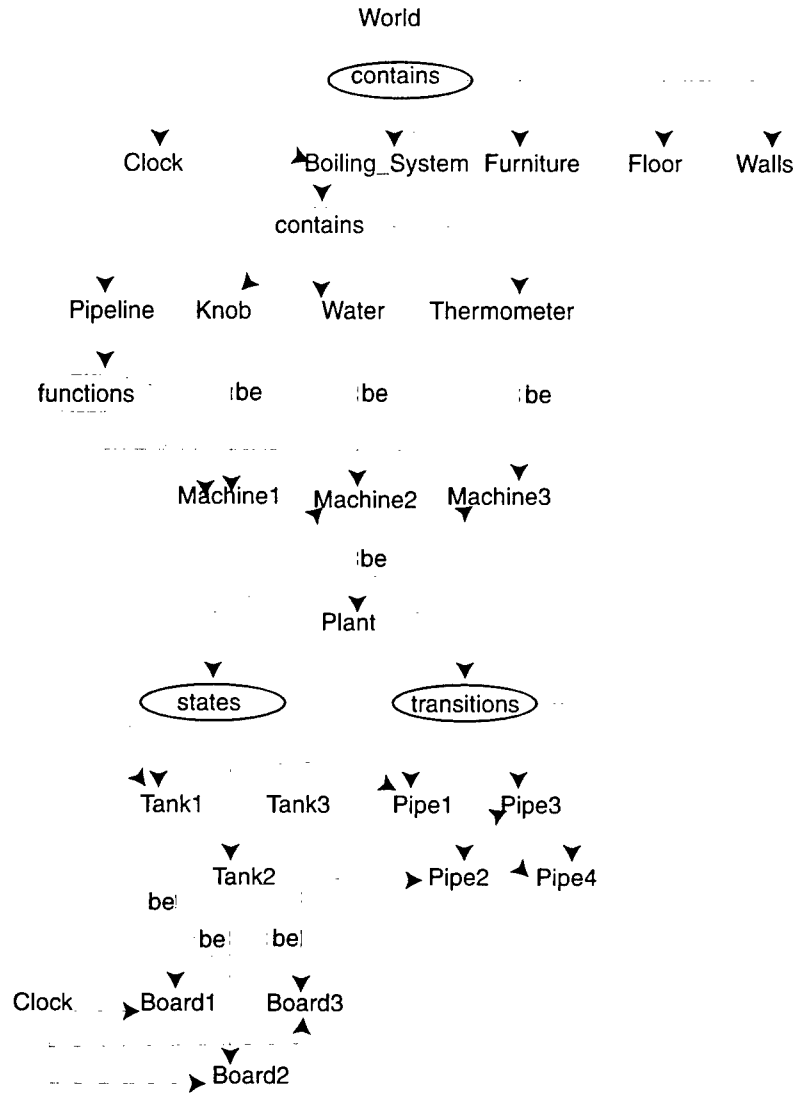 World
contains
Clock Boiling_System Furniture Floor Walls
contains
Pipeline Knob Water Thermometer
functions be be be
Machine1 Machine2 Machine3
be
Plant
states transitions
Tank1 Tank3 Pipe1 Pipe3
Tank2 Pipe2 Pipe4
be
be be
Clock Board1 Board3
Board2